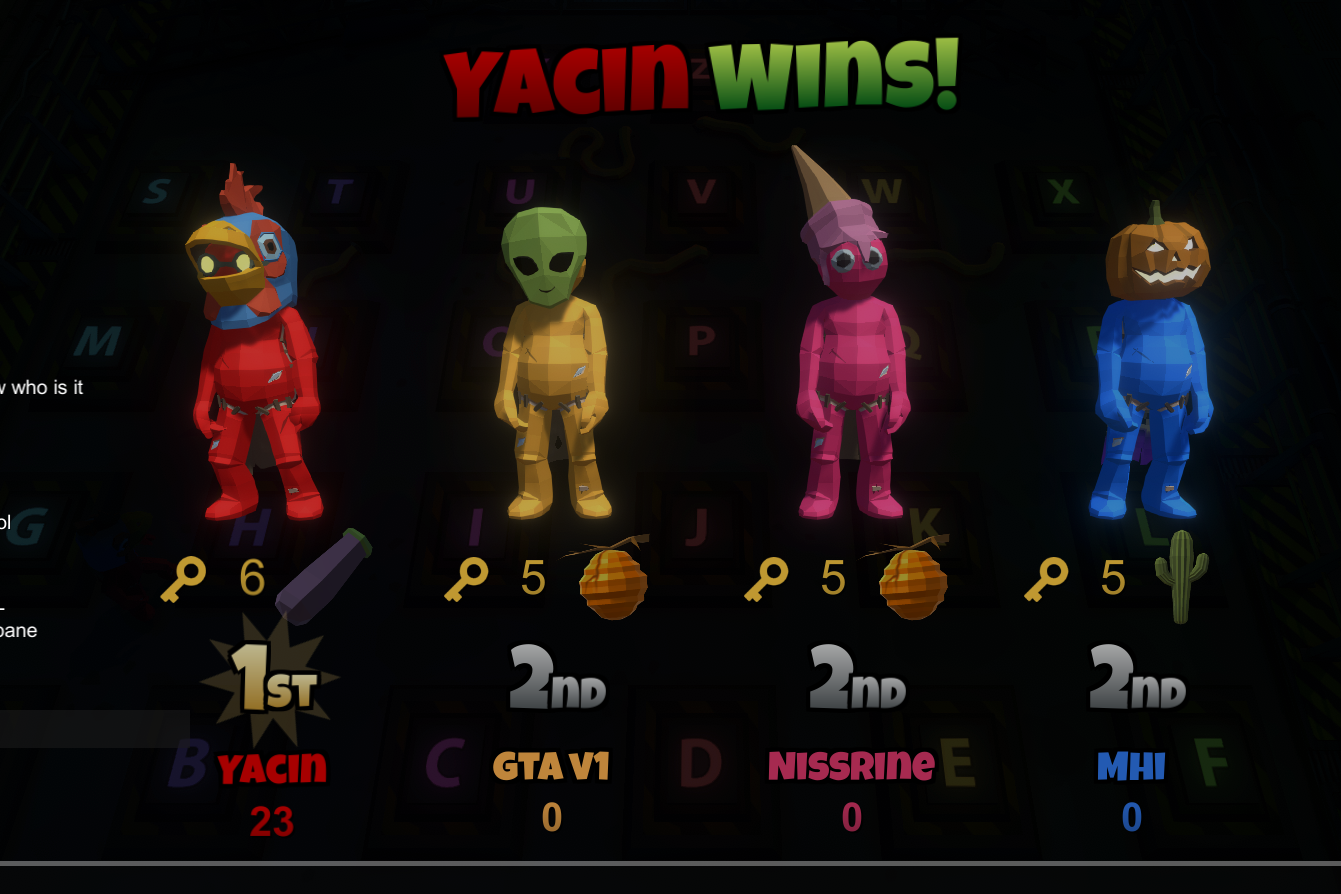 YACIN WINS!
S T U V W X
M O P Q
w who is it
ol
G H I J K L
pane
6 5 5 5
1ST 2ND 2ND 2ND
B C D E F
YACIN GTA V1 NISSRINE MHI
23 0 0 0